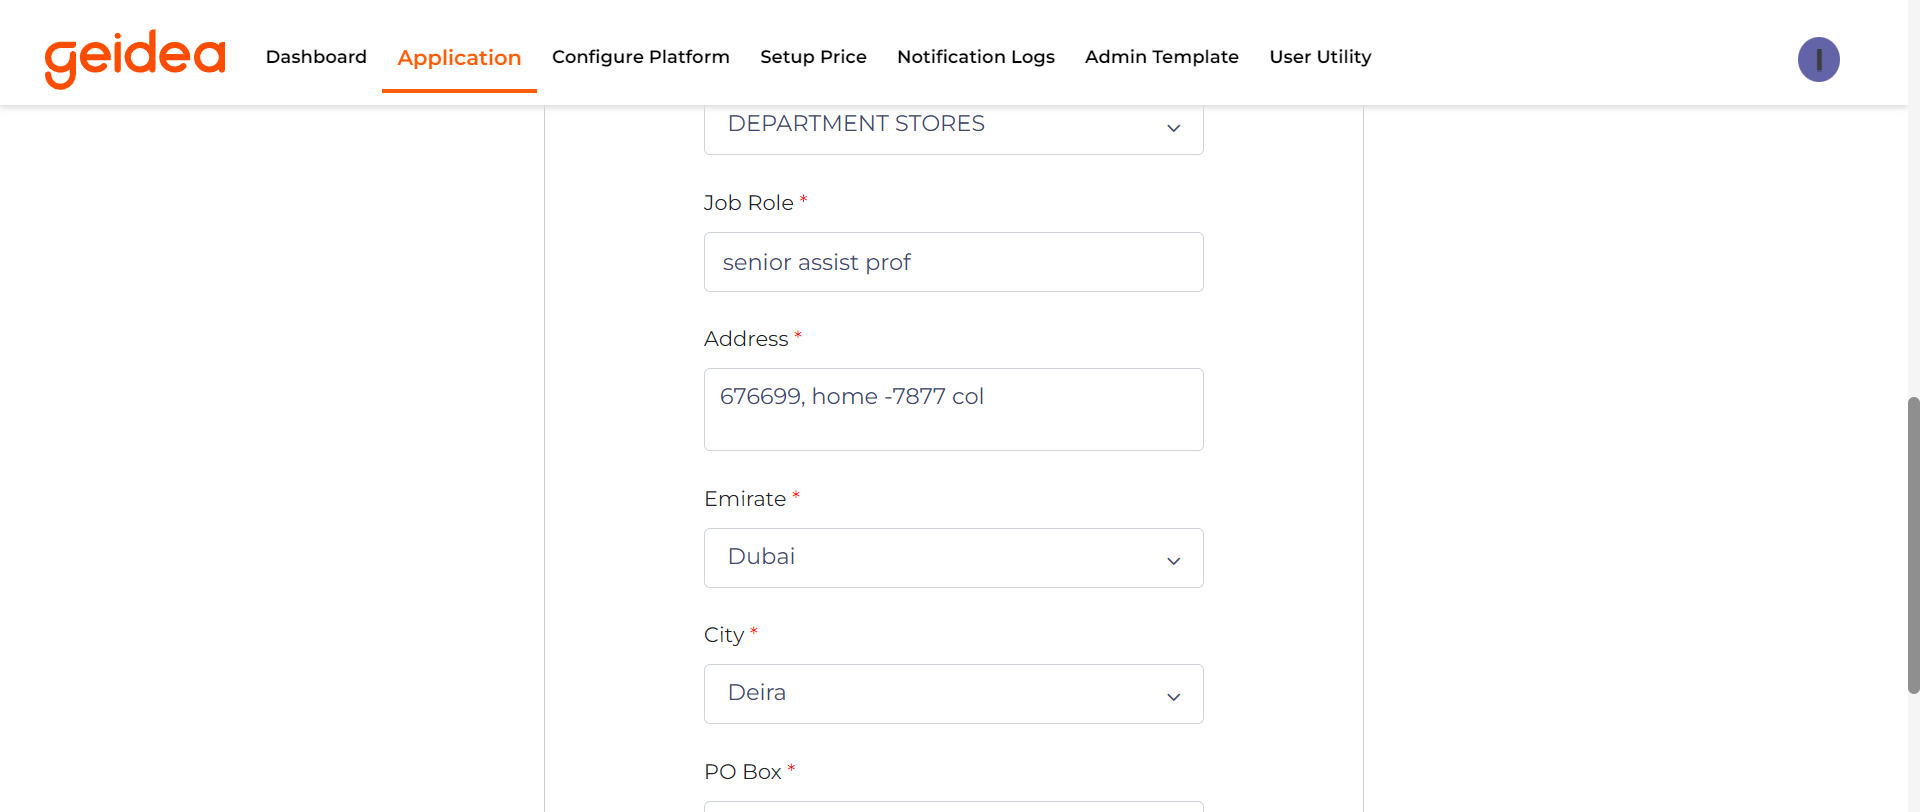 geidea
Dashboard Application Configure Platform Setup Price Notification Logs Admin Template User Utility
I
DEPARTMENT STORES
Job Role *
senior assist prof
Address *
676699, home -7877 col
Emirate *
Dubai
City *
Deira
PO Box *